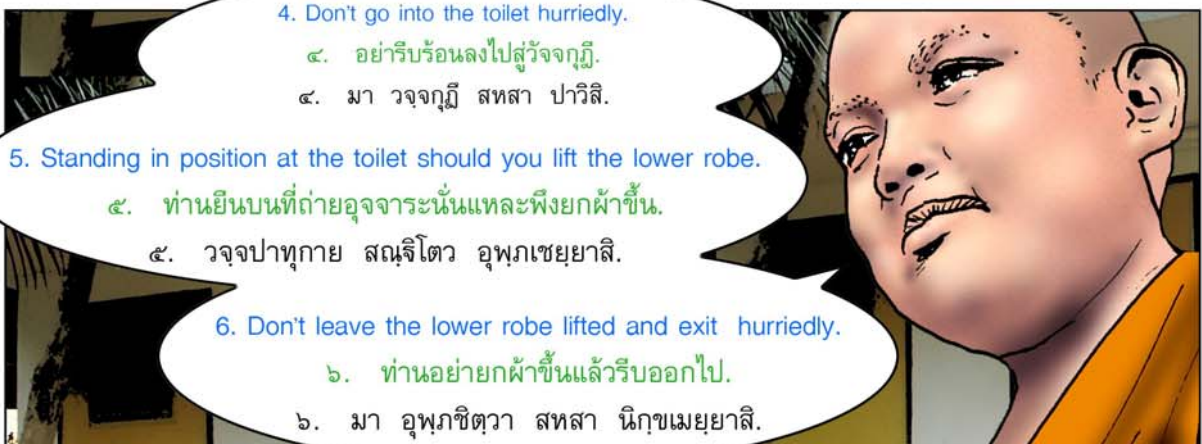 4. Don't go into the toilet hurriedly.
๔. อย่ารีบร้อนลงไปสู่วัจจกุฎี.
๔. มา วจฺจกุฎี สหสา ปาวิสิ.
5. Standing in position at the toilet should you lift the lower robe.
๕. ท่านยืนบนที่ถ่ายอุจจาระนั่นแหละพึงยกผ้าขึ้น.
๕. วจฺจปาทุกาย สณฺฐิโตว อุพฺภเชยฺยาสิ.
6. Don't leave the lower robe lifted and exit hurriedly.
๖. ท่านอย่ายกผ้าขึ้นแล้วรีบออกไป.
๖. มา อุพฺภชิตฺวา สหสา นิกฺขเมยฺยาสิ.